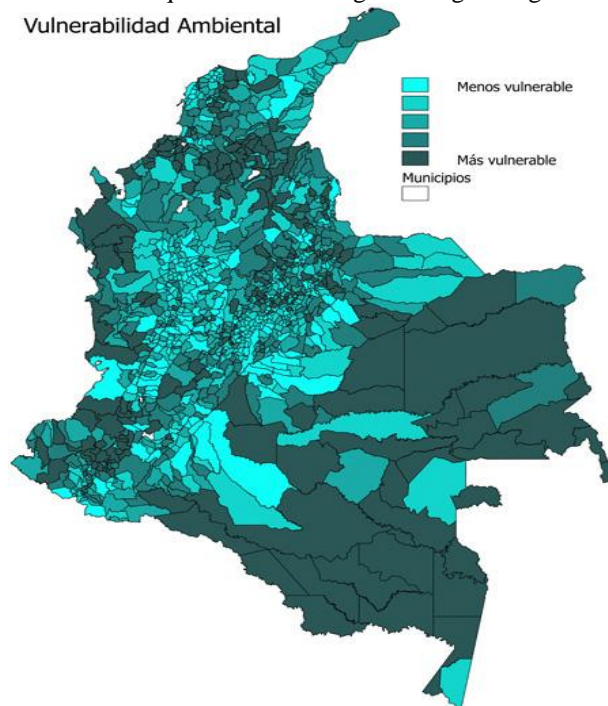 Vulnerabilidad Ambiental
Menos vulnerable
Más vulnerable
Municipios